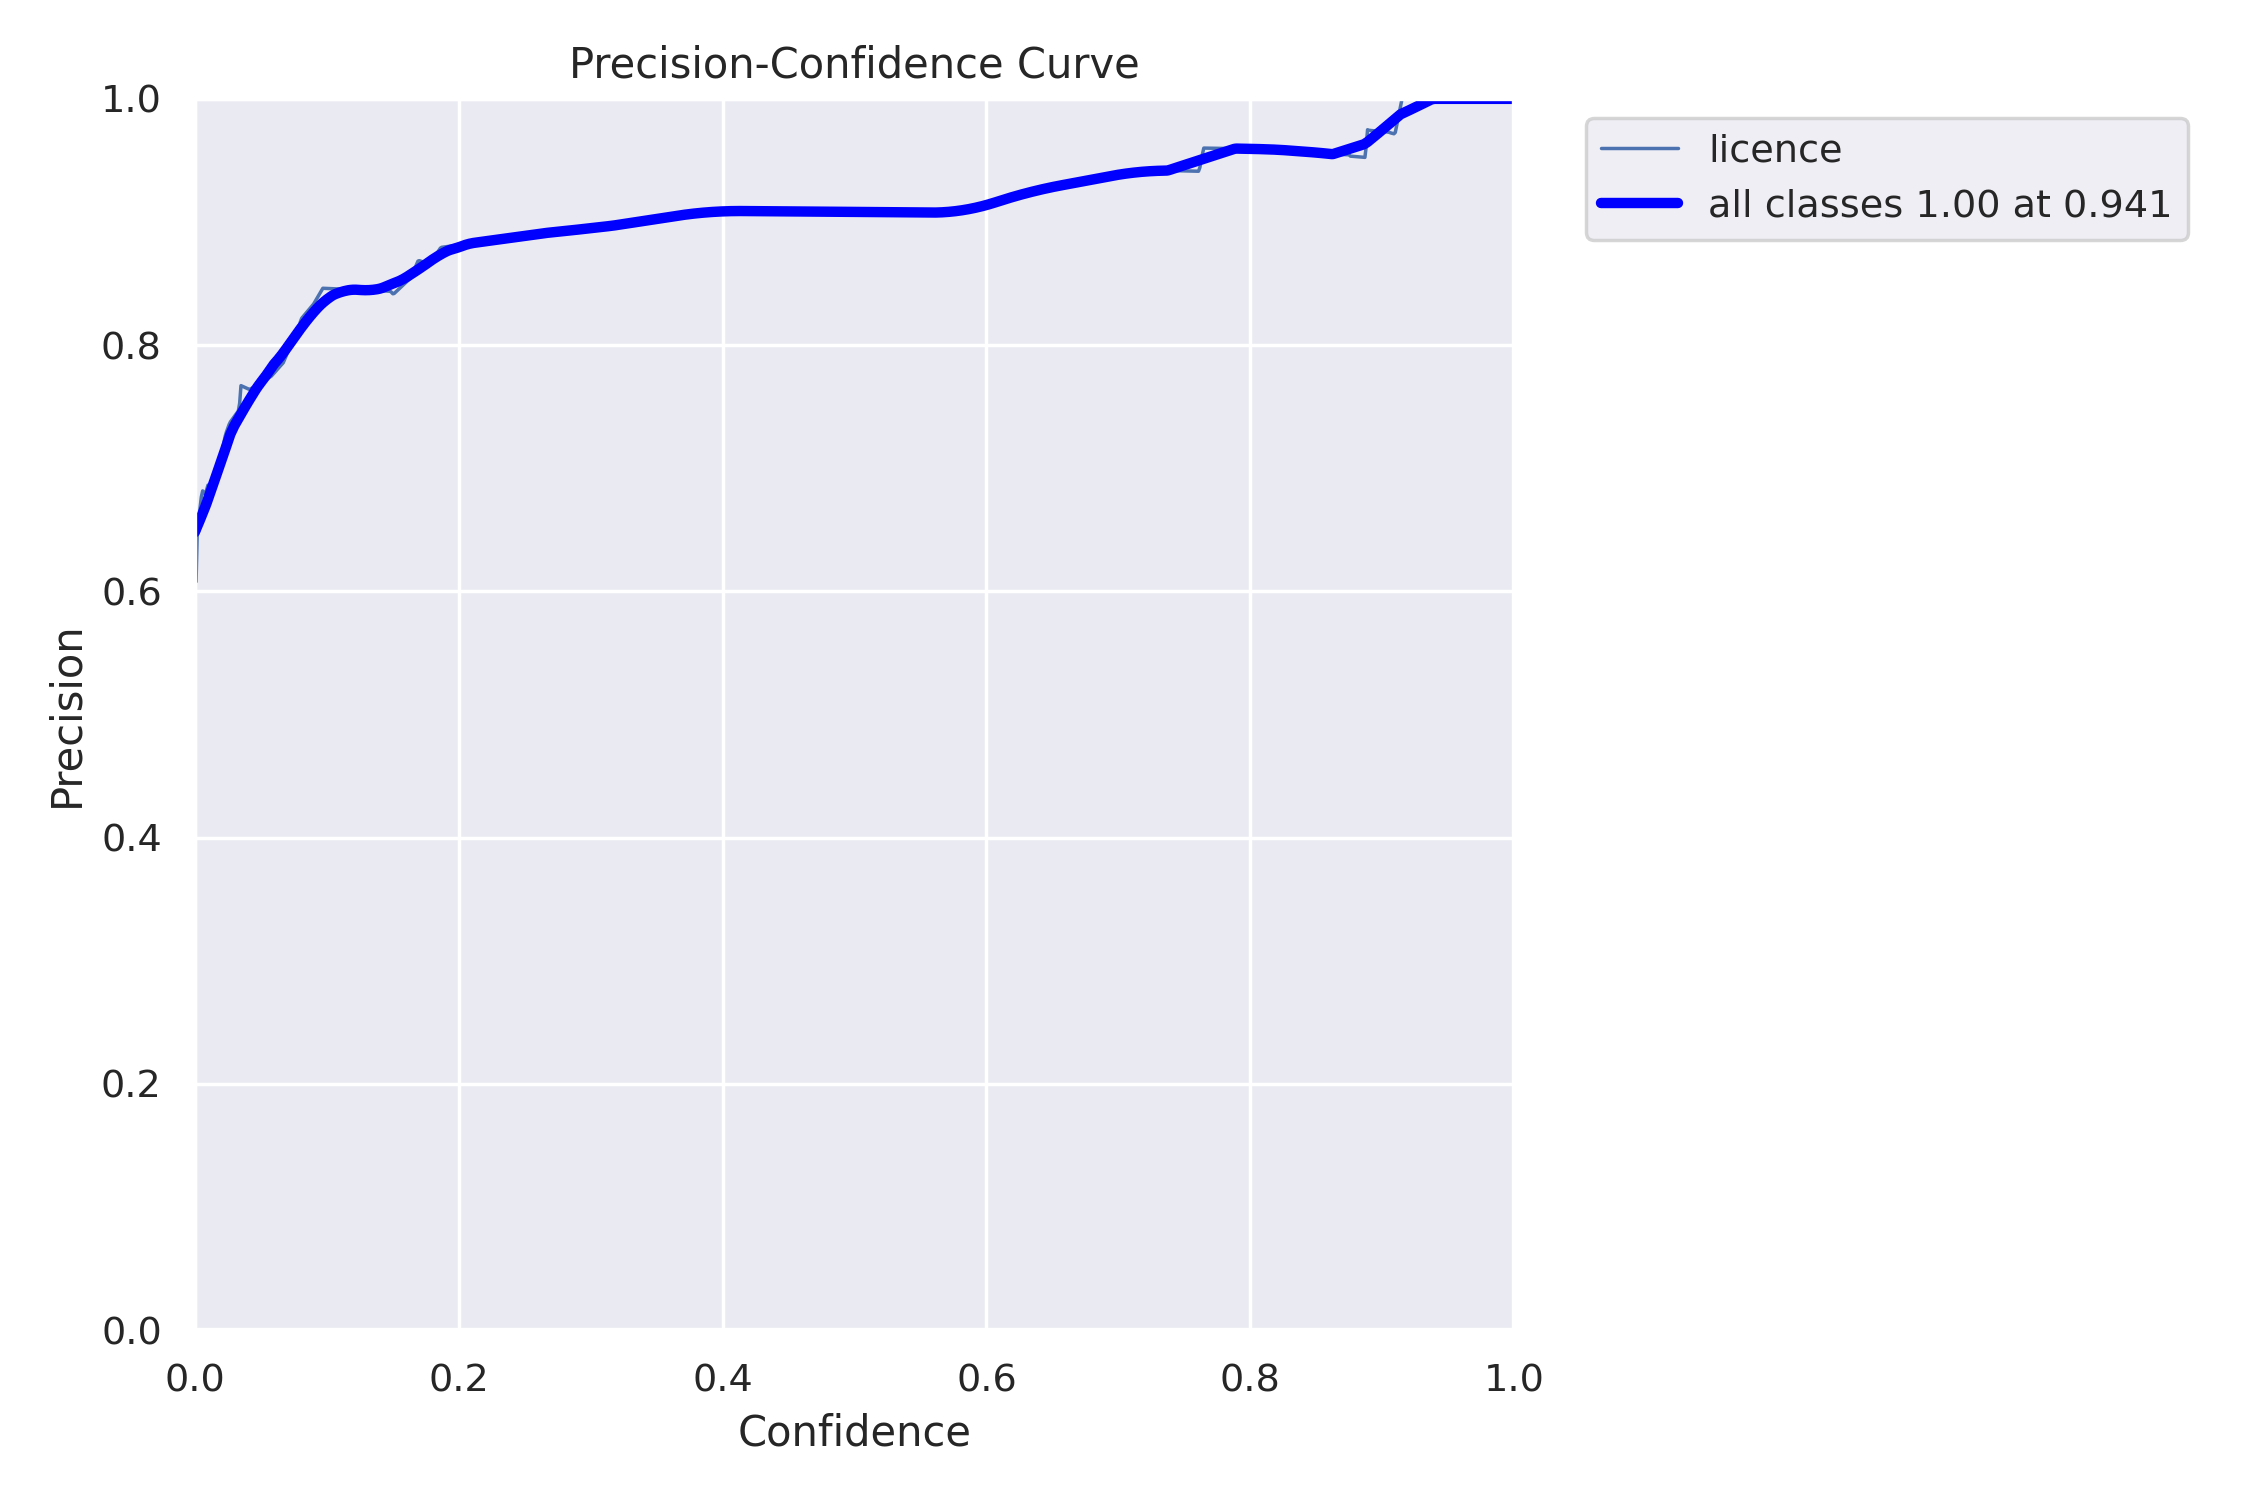 Precision-Confidence Curve
1.0
0.8
0.6
0.4
0.2
0.0
Precision
0.0 0.2 0.4 0.6 0.8 1.0
Confidence
licence
all classes 1.00 at 0.941